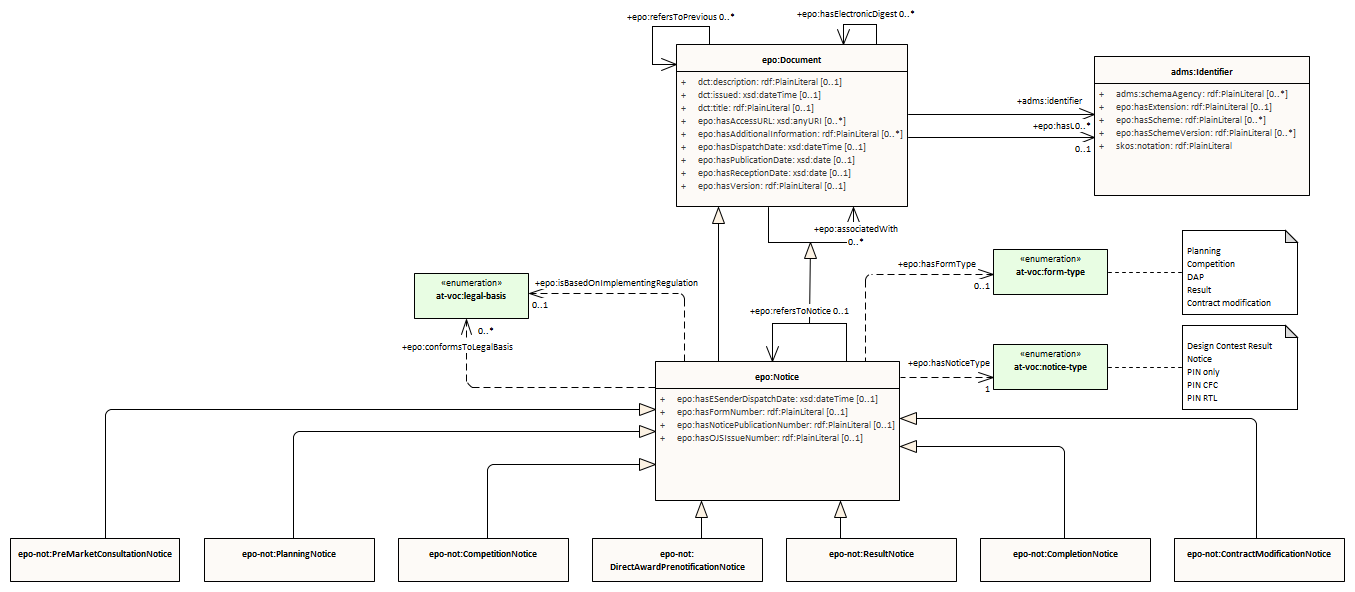 +epo:refersToPrevious 0..*
+epo:hasElectronicDigest 0..*
epo:Document
+ dct:description: rdf:PlainLiteral [0..1]
+ dct:issued: xsd:dateTime [0..1]
+ dct:title: rdf:PlainLiteral [0..1]
+ epo:hasAccessURL: xsd:anyURI [0..*]
+ epo:hasAdditionalInformation: rdf:PlainLiteral [0..*]
+ epo:hasDispatchDate: xsd:dateTime [0..1]
+ epo:hasPublicationDate: xsd:date [0..1]
+ epo:hasReceptionDate: xsd:date [0..1]
+ epo:hasVersion: rdf:PlainLiteral [0..1]
+adms:identifier
0..*
+epo:hasU
0..1
adms:Identifier
+ adms:schemaAgency: rdf:PlainLiteral [0..*]
+ epo:hasExtension: rdf:PlainLiteral [0..1]
+ epo:hasScheme: rdf:PlainLiteral [0..*]
+ epo:hasSchemeVersion: rdf:PlainLiteral [0..*]
+ skos:notation: rdf:PlainLiteral
+epo:associatedWith
0..*
+epo:hasFormType
0..1
«enumeration»
at-voc:form-type
Planning
Competition
DAP
Result
Contract modification
«enumeration»
at-voc:legal-basis
+epo:isBasedOnImplementingRegulation
0..1
0..*
+epo:conformsToLegalBasis
+epo:refersToNotice 0..1
+epo:hasNoticeType
1
«enumeration»
at-voc:notice-type
Design Contest Result
Notice
PIN only
PIN CFC
PIN RTL
epo:Notice
+ epo:hasESenderDispatchDate: xsd:dateTime [0..1]
+ epo:hasFormNumber: rdf:PlainLiteral [0..1]
+ epo:hasNoticePublicationNumber: rdf:PlainLiteral [0..1]
+ epo:hasOJSIssueNumber: rdf:PlainLiteral [0..1]
epo-not:PreMarketConsultationNotice
epo-not:PlanningNotice
epo-not:CompetitionNotice
epo-not:
DirectAwardPrenotificationNotice
epo-not:ResultNotice
epo-not:CompletionNotice
epo-not:ContractModificationNotice